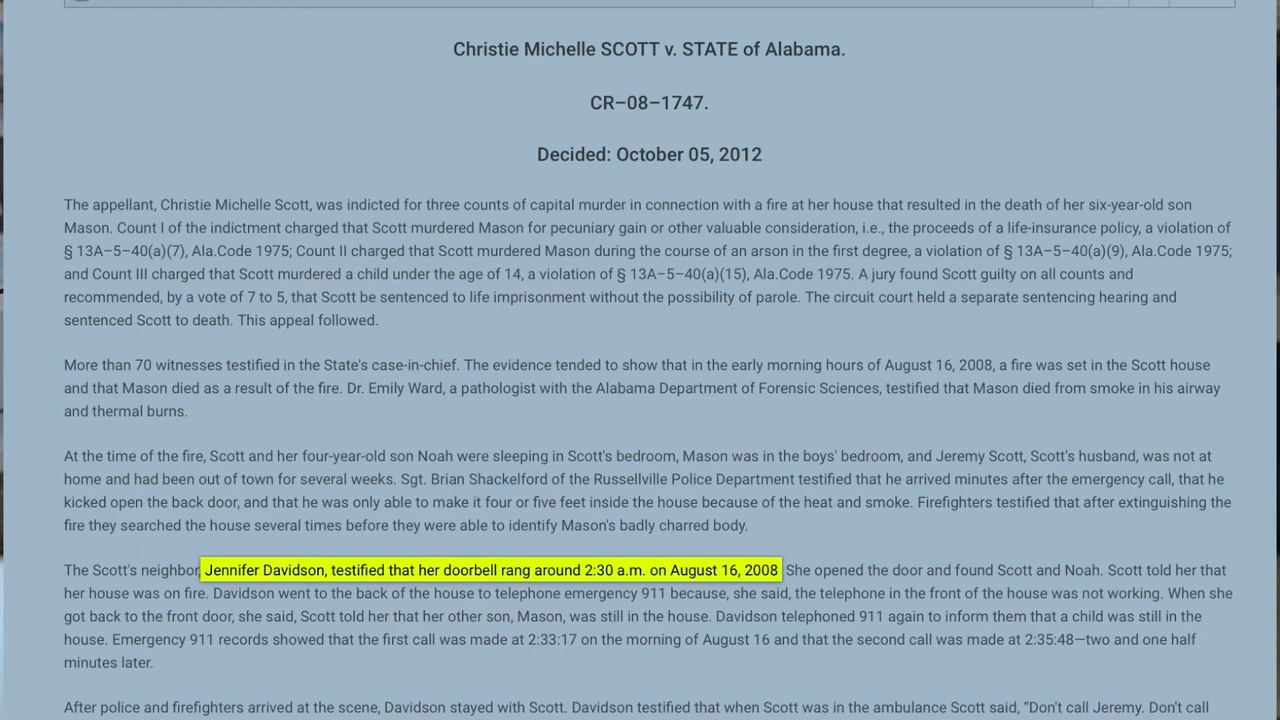 Christie Michelle SCOTT v. STATE of Alabama.
CR–08–1747.
Decided: October 05, 2012
The appellant, Christie Michelle Scott, was indicted for three counts of capital murder in connection with a fire at her house that resulted in the death of her six-year-old son
Mason. Count I of the indictment charged that Scott murdered Mason for pecuniary gain or other valuable consideration, i.e., the proceeds of a life-insurance policy, a violation of
§ 13A–5–40(a)(7), Ala.Code 1975; Count II charged that Scott murdered Mason during the course of an arson in the first degree, a violation of § 13A–5–40(a)(9), Ala.Code 1975;
and Count III charged that Scott murdered a child under the age of 14, a violation of § 13A–5–40(a)(15), Ala.Code 1975. A jury found Scott guilty on all counts and
recommended, by a vote of 7 to 5, that Scott be sentenced to life imprisonment without the possibility of parole. The circuit court held a separate sentencing hearing and
sentenced Scott to death. This appeal followed.
More than 70 witnesses testified in the State's case-in-chief. The evidence tended to show that in the early morning hours of August 16, 2008, a fire was set in the Scott house
and that Mason died as a result of the fire. Dr. Emily Ward, a pathologist with the Alabama Department of Forensic Sciences, testified that Mason died from smoke in his airway
and thermal burns.
At the time of the fire, Scott and her four-year-old son Noah were sleeping in Scott's bedroom, Mason was in the boys' bedroom, and Jeremy Scott, Scott's husband, was not at
home and had been out of town for several weeks. Sgt. Brian Shackelford of the Russellville Police Department testified that he arrived minutes after the emergency call, that he
kicked open the back door, and that he was only able to make it four or five feet inside the house because of the heat and smoke. Firefighters testified that after extinguishing the
fire they searched the house several times before they were able to identify Mason's badly charred body.
The Scott's neighbor, Jennifer Davidson, testified that her doorbell rang around 2:30 a.m. on August 16, 2008 She opened the door and found Scott and Noah. Scott told her that
her house was on fire. Davidson went to the back of the house to telephone emergency 911 because, she said, the telephone in the front of the house was not working. When she
got back to the front door, she said, Scott told her that her other son, Mason, was still in the house. Davidson telephoned 911 again to inform them that a child was still in the
house. Emergency 911 records showed that the first call was made at 2:33:17 on the morning of August 16 and that the second call was made at 2:35:48—two and one half
minutes later.
After police and firefighters arrived at the scene, Davidson stayed with Scott. Davidson testified that when Scott was in the ambulance Scott said, “Don't call Jeremy. Don't call